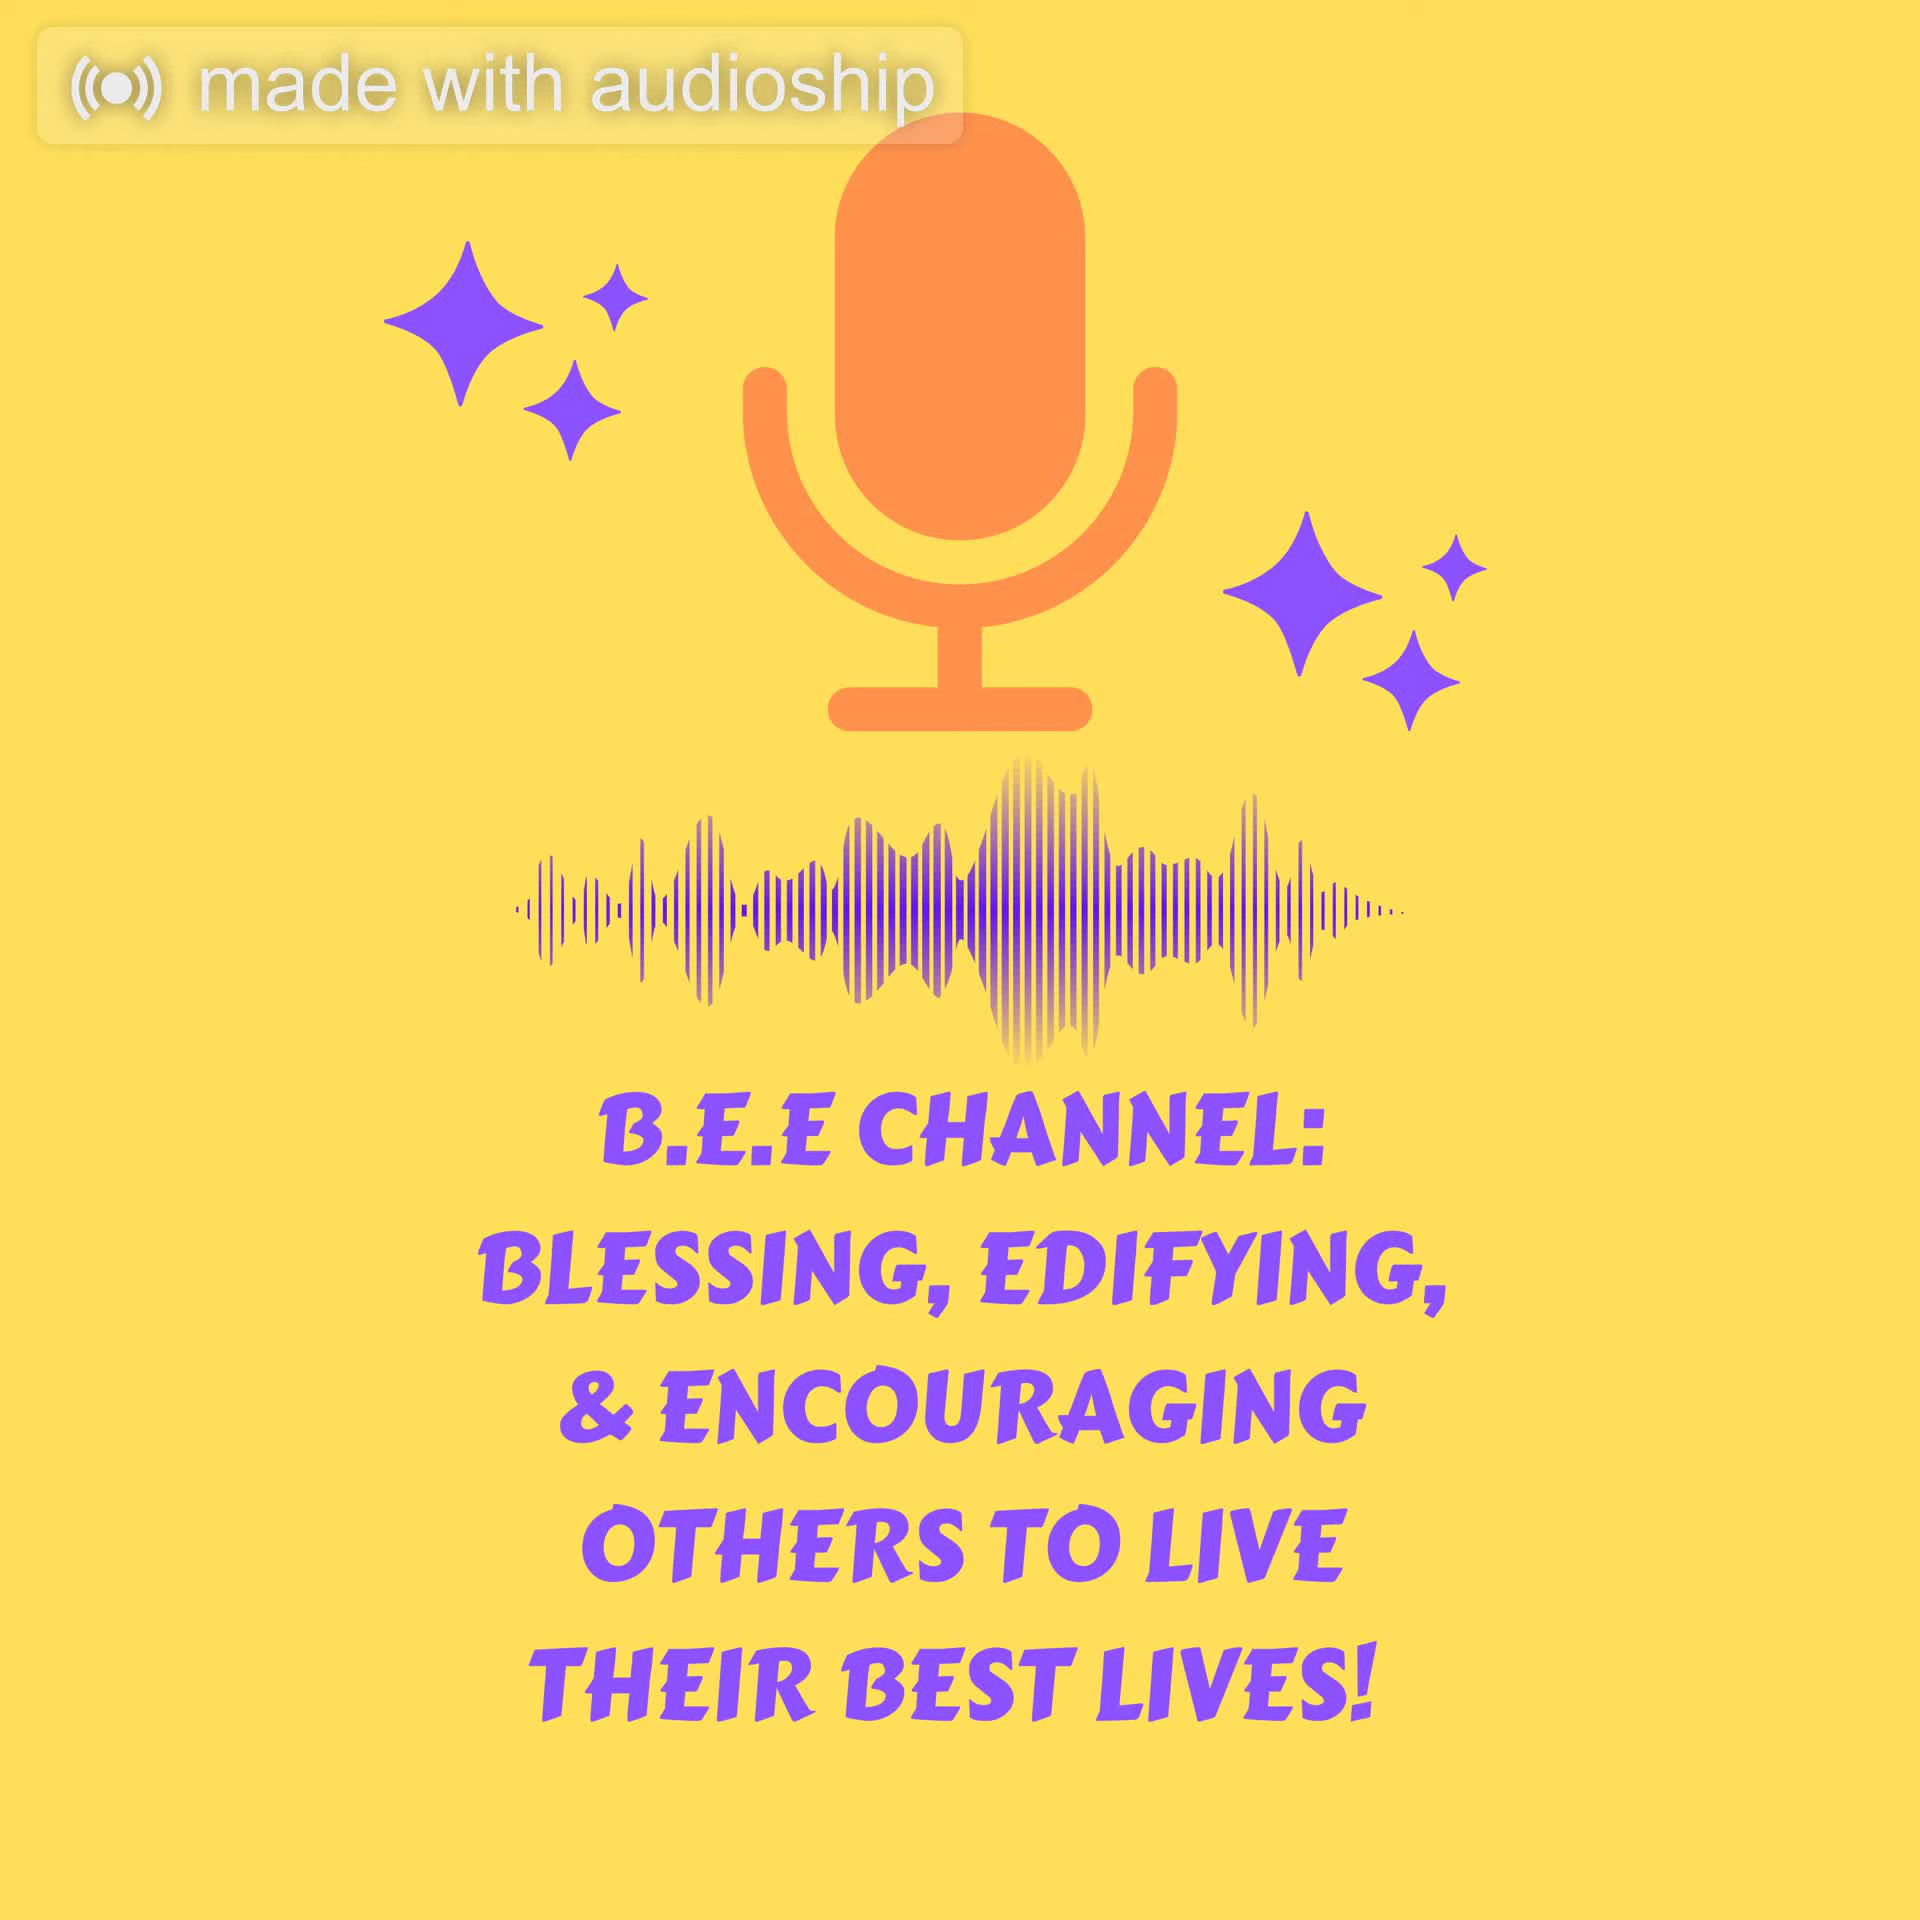 made with audioship
B.E.E CHANNEL:
BLESSING, EDIFYING,
& ENCOURAGING
OTHERS TO LIVE
THEIR BEST LIVES!